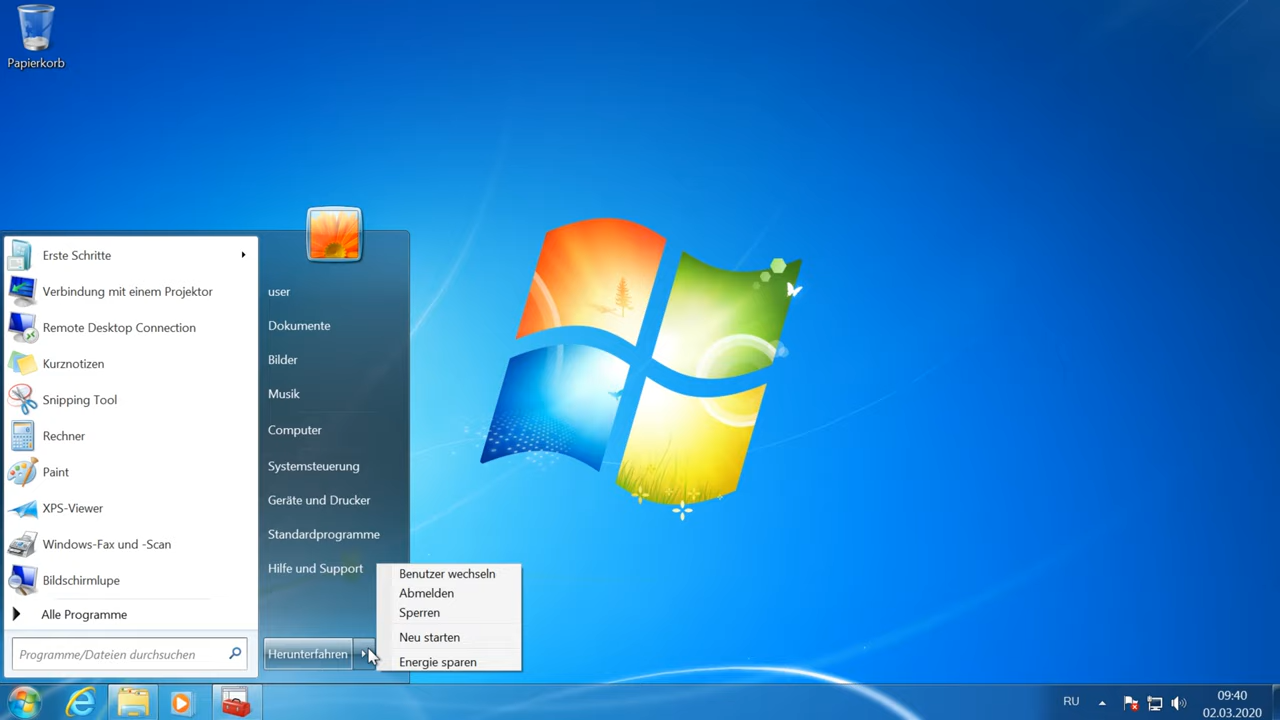 Papierkorb
Erste Schritte
Verbindung mit einem Projektor
Remote Desktop Connection
Kurznotizen
Snipping Tool
Rechner
Paint
XPS-Viewer
Windows-Fax und -Scan
Bildschirmlupe
Alle Programme
Programme/Dateien durchsuchen
user
Dokumente
Bilder
Musik
Computer
Systemsteuerung
Geräte und Drucker
Standardprogramme
Hilfe und Support
Herunterfahren
Benutzer wechseln
Abmelden
Sperren
Neu starten
Energie sparen
RU
09:40
02.03.2020